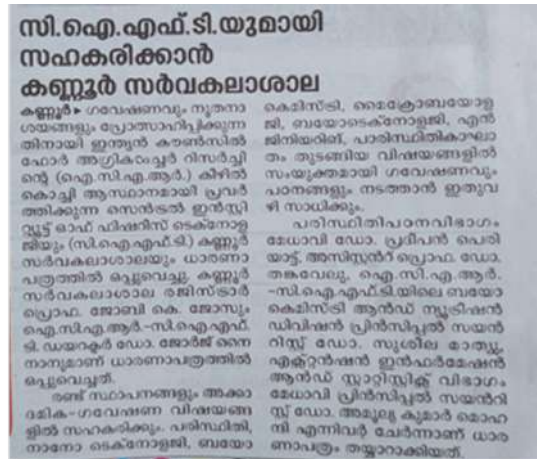 സി.ഐ.എഫ്.ടി.യുമായി
സഹകരിക്കാൻ
കണ്ണൂർ സർവകലാശാല
കണ്ണൂർ ▸ ഗവേഷണവും നൂതനാ
ശയങ്ങളും പ്രോത്സാഹിപ്പിക്കുന്ന
തിനായി ഇന്ത്യൻ കൗൺസിൽ
ഫോർ അഗ്രികൾച്ചർ റിസർച്ചി
ന്റെ (ഐ.സി.എ.ആർ.) കീഴിൽ
കൊച്ചി ആസ്ഥാനമായി പ്രവർ
ത്തിക്കുന്ന സെൻട്രൽ ഇൻസ്റ്റി
റ്റ്യൂട്ട് ഓഫ് ഫിഷറീസ് ടെക്നോള
ജിയും (സി.ഐ.എഫ്.ടി.) കണ്ണൂർ
സർവകലാശാലയും ധാരണാ
പത്രത്തിൽ ഒപ്പുവെച്ചു. കണ്ണൂർ
സർവകലാശാല രജിസ്ട്രാർ
പ്രൊഫ. ജോബി കെ. ജോസും
ഐ.സി.എ.ആർ.-സി.ഐ.എഫ്.
ടി. ഡയറക്ടർ ഡോ. ജോർജ് നൈ
നാനുമാണ് ധാരണാപത്രത്തിൽ
ഒപ്പുവെച്ചത്.
രണ്ട് സ്ഥാപനങ്ങളും അക്കാ
ദമിക-ഗവേഷണ വിഷയങ്ങ
ളിൽ സഹകരിക്കും. പരിസ്ഥിതി,
നാനോ ടെക്നോളജി, ബയോ
കെമിസ്ട്രി, മൈക്രോബയോള
ജി, ബയോടെക്നോളജി, എൻ
ജിനിയറിങ്, പാരിസ്ഥിതികാഘാ
തം തുടങ്ങിയ വിഷയങ്ങളിൽ
സംയുക്തമായി ഗവേഷണവും
പഠനങ്ങളും നടത്താൻ ഇതുവ
ഴി സാധിക്കും.
പരിസ്ഥിതിപഠനവിഭാഗം
മേധാവി ഡോ. പ്രദീപൻ പെരി
യാട്ട്, അസിസ്റ്റൻറ് പ്രൊഫ. ഡോ.
തങ്കവേലു, ഐ.സി.എ.ആർ.
-സി.ഐ.എഫ്.ടി.യിലെ ബയോ
കെമിസ്ട്രി ആൻഡ് ന്യൂട്രിഷൻ
ഡിവിഷൻ പ്രിൻസിപ്പൽ സയൻ
റിസ്റ്റ് ഡോ. സുശീല മാത്യു,
എക്സ്റ്റൻഷൻ ഇൻഫർമേഷൻ
ആൻഡ് സ്റ്റാറ്റിസ്റ്റിക്സ് വിഭാഗം
മേധാവി പ്രിൻസിപ്പൽ സയൻറി
സ്റ്റ് ഡോ. അമൂല്യ കുമാർ മൊഹ
ന്തി എന്നിവർ ചേർന്നാണ് ധാര
ണാപത്രം തയ്യാറാക്കിയത്.